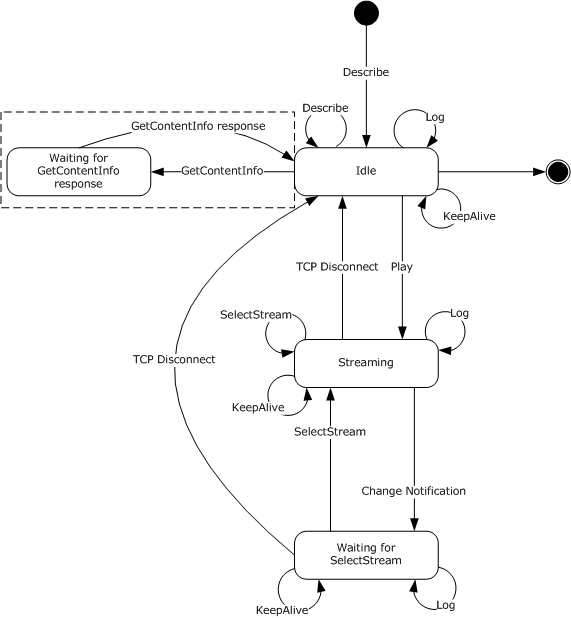 Describe
Describe
Log
GetContentInfo response
Waiting for
GetContentInfo
response
GetContentInfo
Idle
KeepAlive
TCP Disconnect
Play
SelectStream
Log
TCP Disconnect
Streaming
KeepAlive
SelectStream
Change Notification
Waiting for
SelectStream
KeepAlive
Log